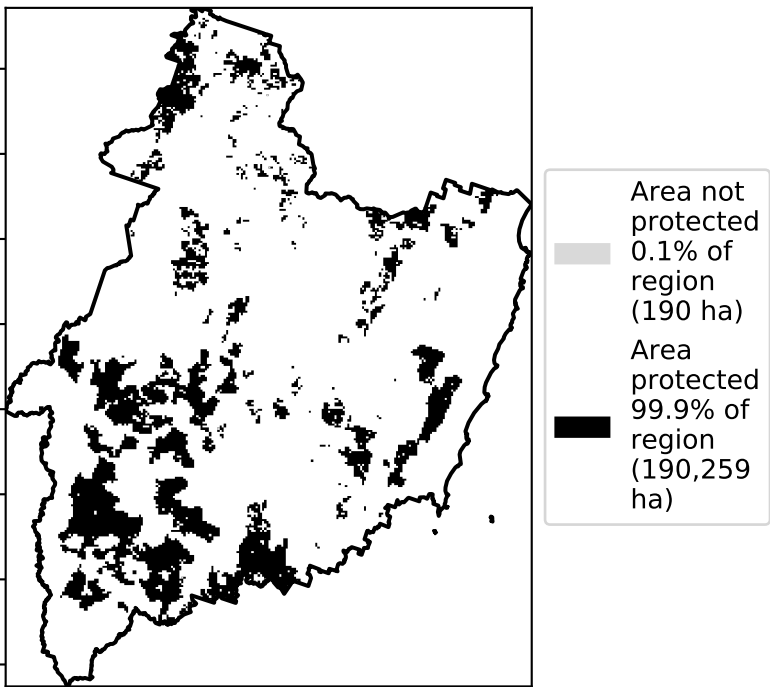 Area not
protected
0.1% of
region
(190 ha)
Area
protected
99.9% of
region
(190,259
ha)